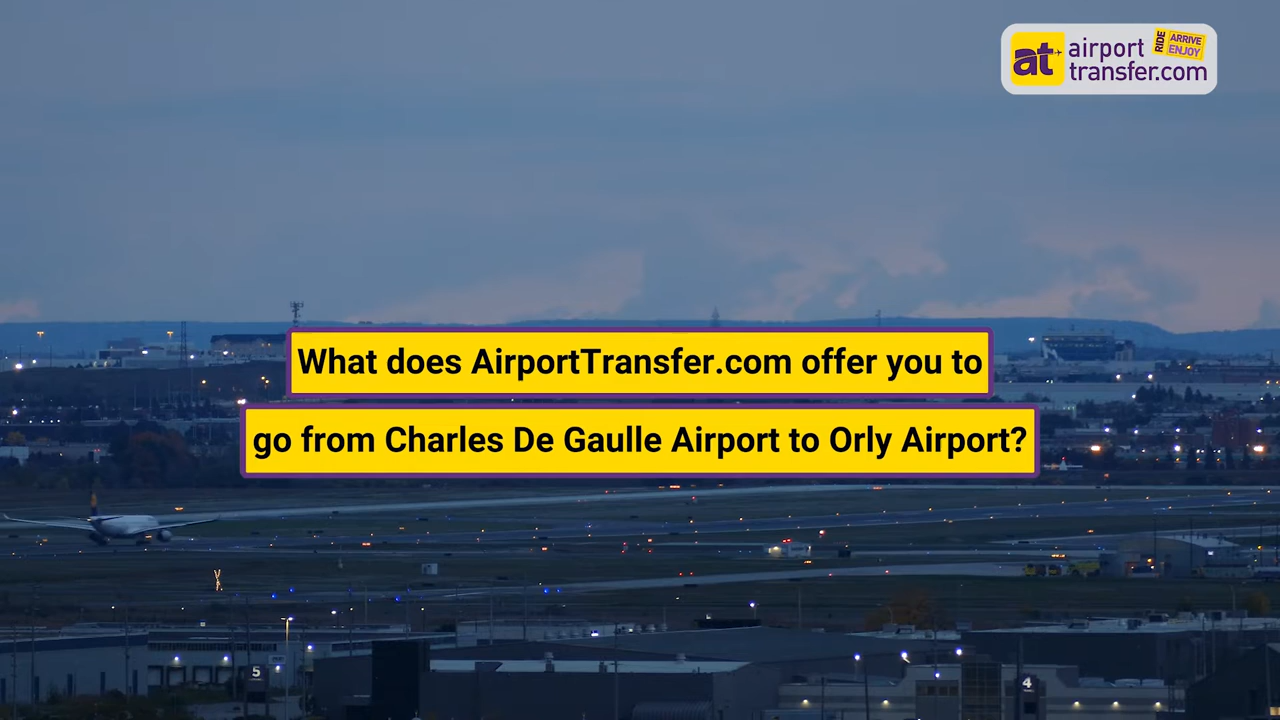 at airport
transfer.com
RIDE ARRIVE
ENJOY
What does AirportTransfer.com offer you to
go from Charles De Gaulle Airport to Orly Airport?
5
4